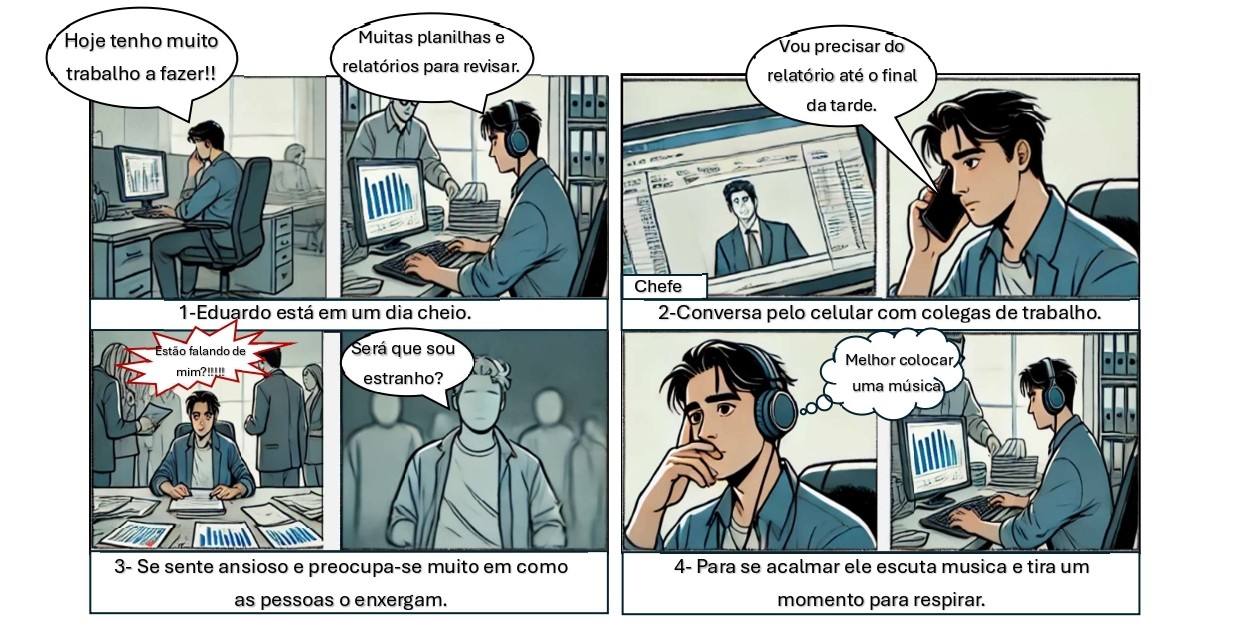 Hoje tenho muito
trabalho a fazer!!
Muitas planilhas e
relatórios para revisar.
1-Eduardo está em um dia cheio.
Vou precisar do
relatório até o final
da tarde.
Chefe
2-Conversa pelo celular com colegas de trabalho.
Estão falando de
mim?!!!!!
Será que sou
estranho?
3- Se sente ansioso e preocupa-se muito em como
as pessoas o enxergam.
Melhor colocar
uma música
4- Para se acalmar ele escuta musica e tira um
momento para respirar.